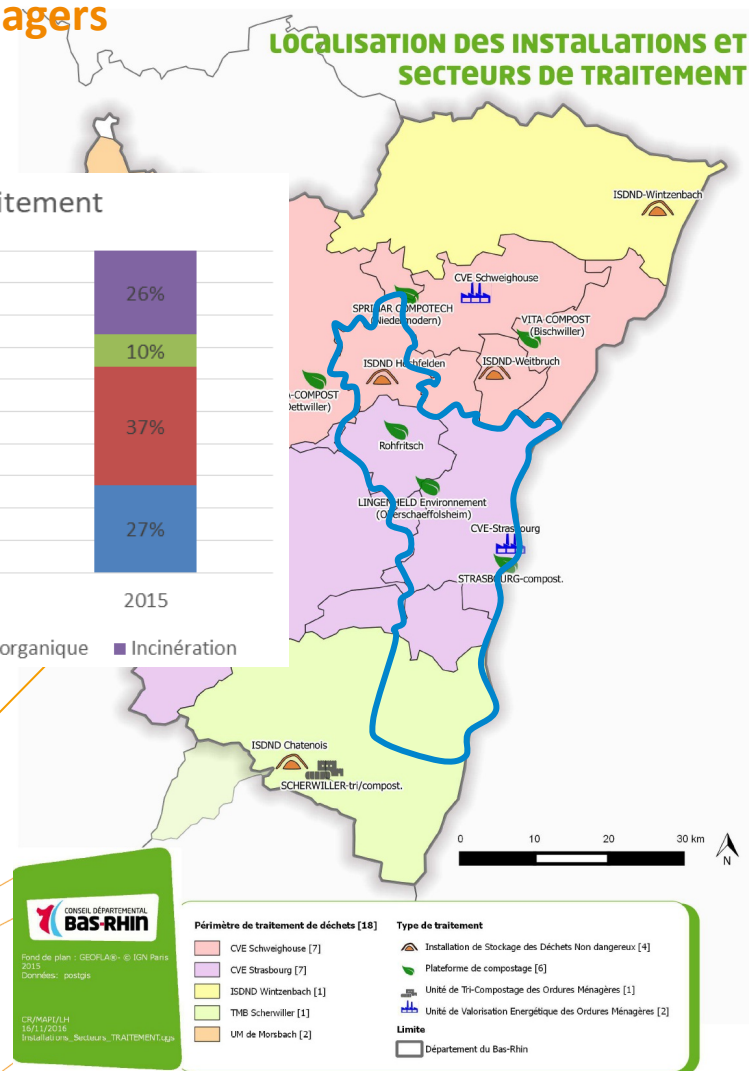 agers
LOCALISATION DES INSTALLATIONS ET
SECTEURS DE TRAITEMENT
ISDND-Wintzenbach
itement
CVE Schweighouse
26%
(Niedermodern)
VITA COMPOST
(Bischwiller)
10%
ISDND Hochfelden
ISDND-Weitbruch
-COMPOST
37%
Rohfritsch
LINGENHELD Environnement
(Oberschaeffolsheim)
CVE-Strasbourg
27%
STRASBOURG-compost.
2015
organique
Incinération
ISDND Chatenois
SCHERWILLER-tri/compost.
0 10 20 30 km
N
CONSEIL DÉPARTEMENTAL
BAS-RHIN
Fond de plan : GEOFLA®- © IGN Paris
2015
Données: postgis
CR/MAPI/LH
16/11/2016
Installations_Secteurs_TRAITEMENT.qgs
Périmètre de traitement de déchets [18]
CVE Schweighouse [7]
CVE Strasbourg [7]
ISDND Wintzenbach [1]
TMB Scherwiller [1]
UM de Morsbach [2]
Type de traitement
Installation de Stockage des Déchets Non dangereux [4]
Plateforme de compostage [6]
Unité de Tri-Compostage des Ordures Ménagères [1]
Unité de Valorisation Energétique des Ordures Ménagères [2]
Limite
Département du Bas-Rhin